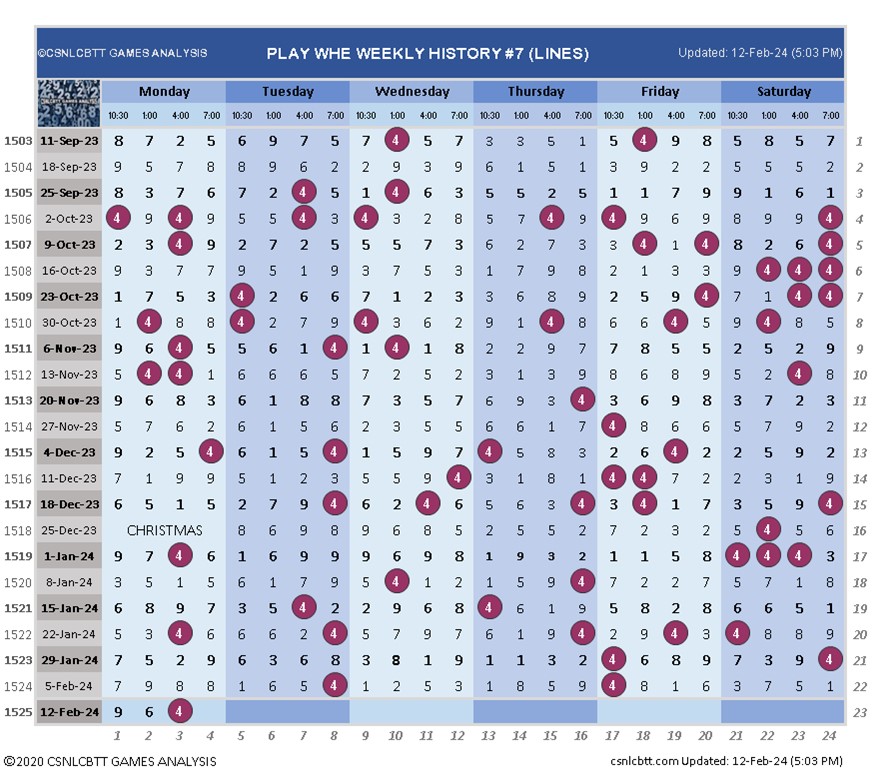 ©CSNLCBTT GAMES ANALYSIS PLAY WHE WEEKLY HISTORY #7 (LINES) Updated: 12-Feb-24 (5:03 PM)
Monday Tuesday Wednesday Thursday Friday Saturday
CSNLCBTT GAMES ANALYSIS
10:30 1:00 4:00 7:00 10:30 1:00 4:00 7:00 10:30 1:00 4:00 7:00 10:30 1:00 4:00 7:00 10:30 1:00 4:00 7:00 10:30 1:00 4:00 7:00
1503 11-Sep-23 8 7 2 5 6 9 7 5 7 4 5 7 3 3 5 1 5 4 9 8 5 8 5 7 1
1504 18-Sep-23 9 5 7 8 8 9 6 2 2 9 3 9 6 1 5 1 3 9 2 2 5 5 5 2 2
1505 25-Sep-23 8 3 7 6 7 2 4 5 1 4 6 3 5 5 2 5 1 1 7 9 9 1 6 1 3
1506 2-Oct-23 4 9 4 9 5 5 4 3 4 3 2 8 5 7 4 9 4 9 6 9 8 9 9 4 4
1507 9-Oct-23 2 3 4 9 2 7 2 5 5 5 7 3 6 2 7 3 3 4 1 4 8 2 6 4 5
1508 16-Oct-23 9 3 7 7 9 5 1 9 3 7 5 3 1 7 9 8 2 1 3 3 9 4 4 4 6
1509 23-Oct-23 1 7 5 3 4 2 6 6 7 1 2 3 3 6 8 9 2 5 9 4 7 1 4 4 7
1510 30-Oct-23 1 4 8 8 4 2 7 9 4 3 6 2 9 1 4 8 6 6 4 5 9 4 8 5 8
1511 6-Nov-23 9 6 4 5 5 6 1 4 1 4 1 8 2 2 9 7 7 8 5 5 2 5 2 9 9
1512 13-Nov-23 5 4 4 1 6 6 6 5 7 2 5 2 3 1 3 9 8 6 8 9 5 2 4 8 10
1513 20-Nov-23 9 6 8 3 6 1 8 8 7 3 5 7 6 9 3 4 3 6 9 8 3 7 2 3 11
1514 27-Nov-23 5 7 6 2 6 1 5 6 2 3 5 5 6 6 1 7 4 8 6 6 5 7 9 2 12
1515 4-Dec-23 9 2 5 4 6 1 5 4 1 5 9 7 4 5 8 3 2 6 4 2 2 5 9 2 13
1516 11-Dec-23 7 1 9 9 5 1 2 3 5 5 9 4 3 1 8 1 4 4 1 2 2 3 1 9 14
1517 18-Dec-23 6 5 1 5 2 7 9 4 6 2 4 6 5 6 3 4 3 4 1 7 3 5 9 4 15
1518 25-Dec-23 CHRISTMAS 8 6 9 8 9 6 8 5 2 5 5 2 7 2 3 2 5 4 5 6 16
1519 1-Jan-24 9 7 4 6 1 6 9 9 9 6 9 8 1 9 3 2 1 1 5 8 4 4 4 3 17
1520 8-Jan-24 3 5 1 5 6 1 7 9 5 4 1 2 1 5 9 4 7 2 2 7 5 7 1 8 18
1521 15-Jan-24 6 8 9 7 3 5 4 2 2 9 6 8 4 6 1 9 5 8 2 8 6 6 5 1 19
1522 22-Jan-24 5 3 4 6 6 6 2 4 5 7 9 7 6 1 9 4 2 9 4 3 4 8 8 9 20
1523 29-Jan-24 7 5 2 9 6 3 6 8 3 8 1 9 1 1 3 2 4 6 8 9 7 3 9 4 21
1524 5-Feb-24 7 9 8 8 1 6 5 4 1 2 5 3 1 8 5 9 4 8 1 6 3 7 5 1 22
1525 12-Feb-24 9 6 4 23
1 2 3 4 5 6 7 8 9 10 11 12 13 14 15 16 17 18 19 20 21 22 23 24
©2020 CSNLCBTT GAMES ANALYSIS csnlcbtt.com Updated: 12-Feb-24 (5:03 PM)